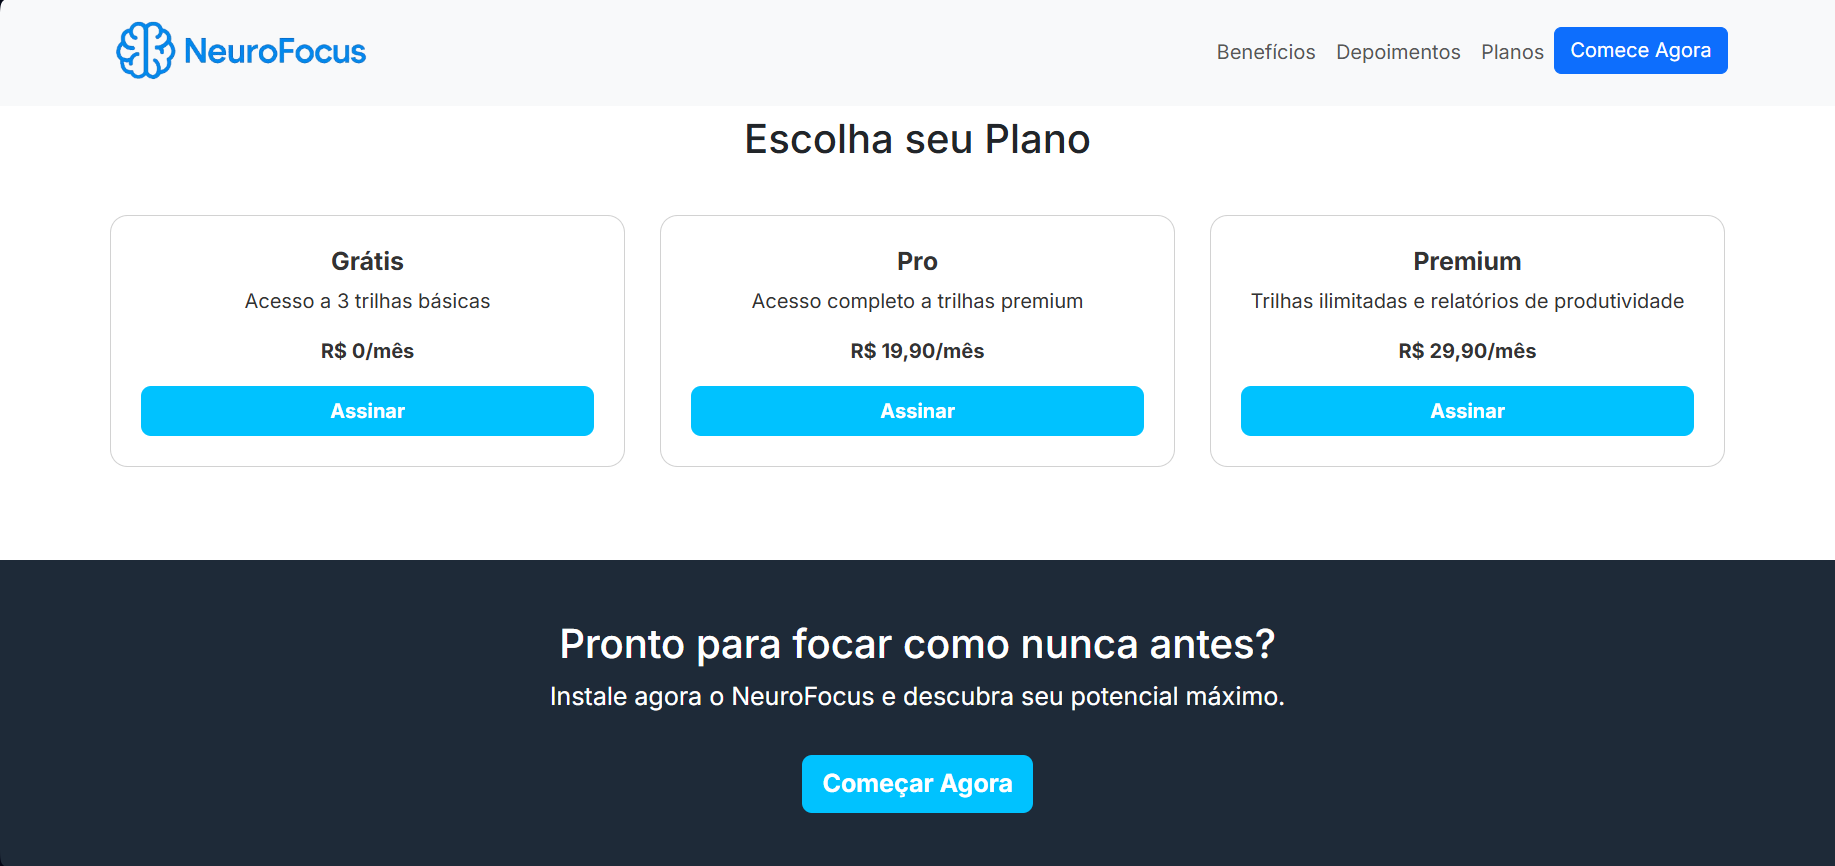 NeuroFocus
Benefícios
Depoimentos
Planos
Comece Agora
Escolha seu Plano
Grátis
Acesso a 3 trilhas básicas
R$ 0/mês
Assinar
Pro
Acesso completo a trilhas premium
R$ 19,90/mês
Assinar
Premium
Trilhas ilimitadas e relatórios de produtividade
R$ 29,90/mês
Assinar
Pronto para focar como nunca antes?
Instale agora o NeuroFocus e descubra seu potencial máximo.
Começar Agora